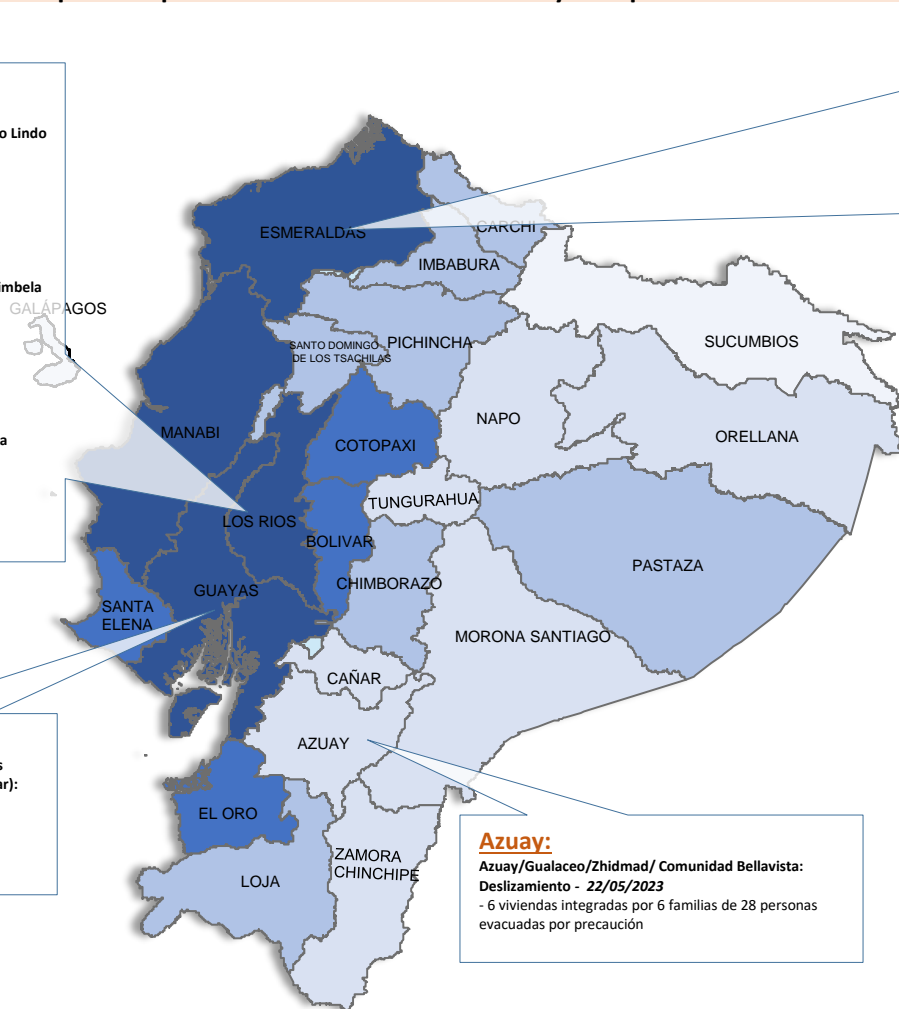 o Lindo
ESMERALDAS
CARCHI
IMBABURA
imbela
GALÁPAGOS
SUCUMBIOS
SANTO DOMINGO
DE LOS TSACHILAS
PICHINCHA
NAPO
MANABI
ORELLANA
COTOPAXI
a
TUNGURAHUA
LOS RIOS
BOLIVAR
PASTAZA
CHIMBORAZO
GUAYAS
SANTA
ELENA
MORONA SANTIAGO
CAÑAR
AZUAY
s
ar):
EL ORO
ZAMORA
CHINCHIPE
LOJA
Azuay:
Azuay/Gualaceo/Zhidmad/ Comunidad Bellavista:
Deslizamiento - 22/05/2023
- 6 viviendas integradas por 6 familias de 28 personas
evacuadas por precaución